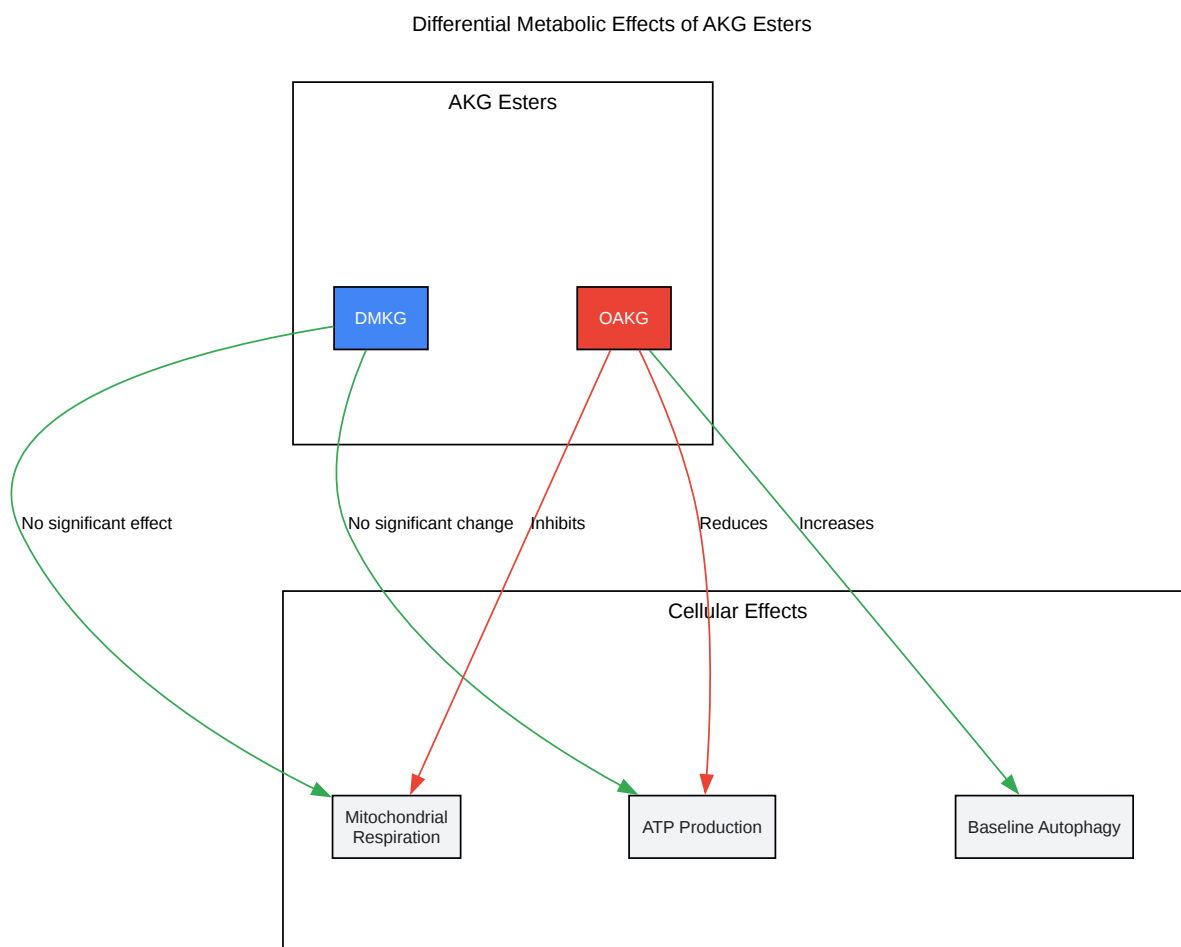 Differential Metabolic Effects of AKG Esters
AKG Esters
DMKG
OAKG
No significant effect
No significant change
Inhibits
Reduces
Increases
Cellular Effects
Mitochondrial
Respiration
ATP Production
Baseline Autophagy